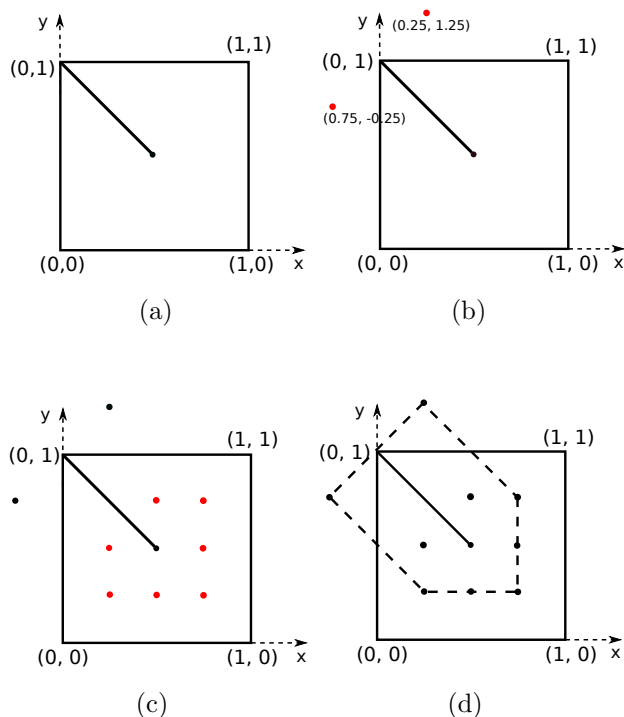 y
(0,1)
(1,1)
(0,0)
(1,0)
x
(a)
(0.25, 1.25)
y
(0, 1)
(1, 1)
(0.75, -0.25)
(0, 0)
(1, 0)
x
(b)
y
(0, 1)
(1, 1)
(0, 0)
(1, 0)
x
(c)
y
(0, 1)
(1, 1)
(0, 0)
(1, 0)
x
(d)